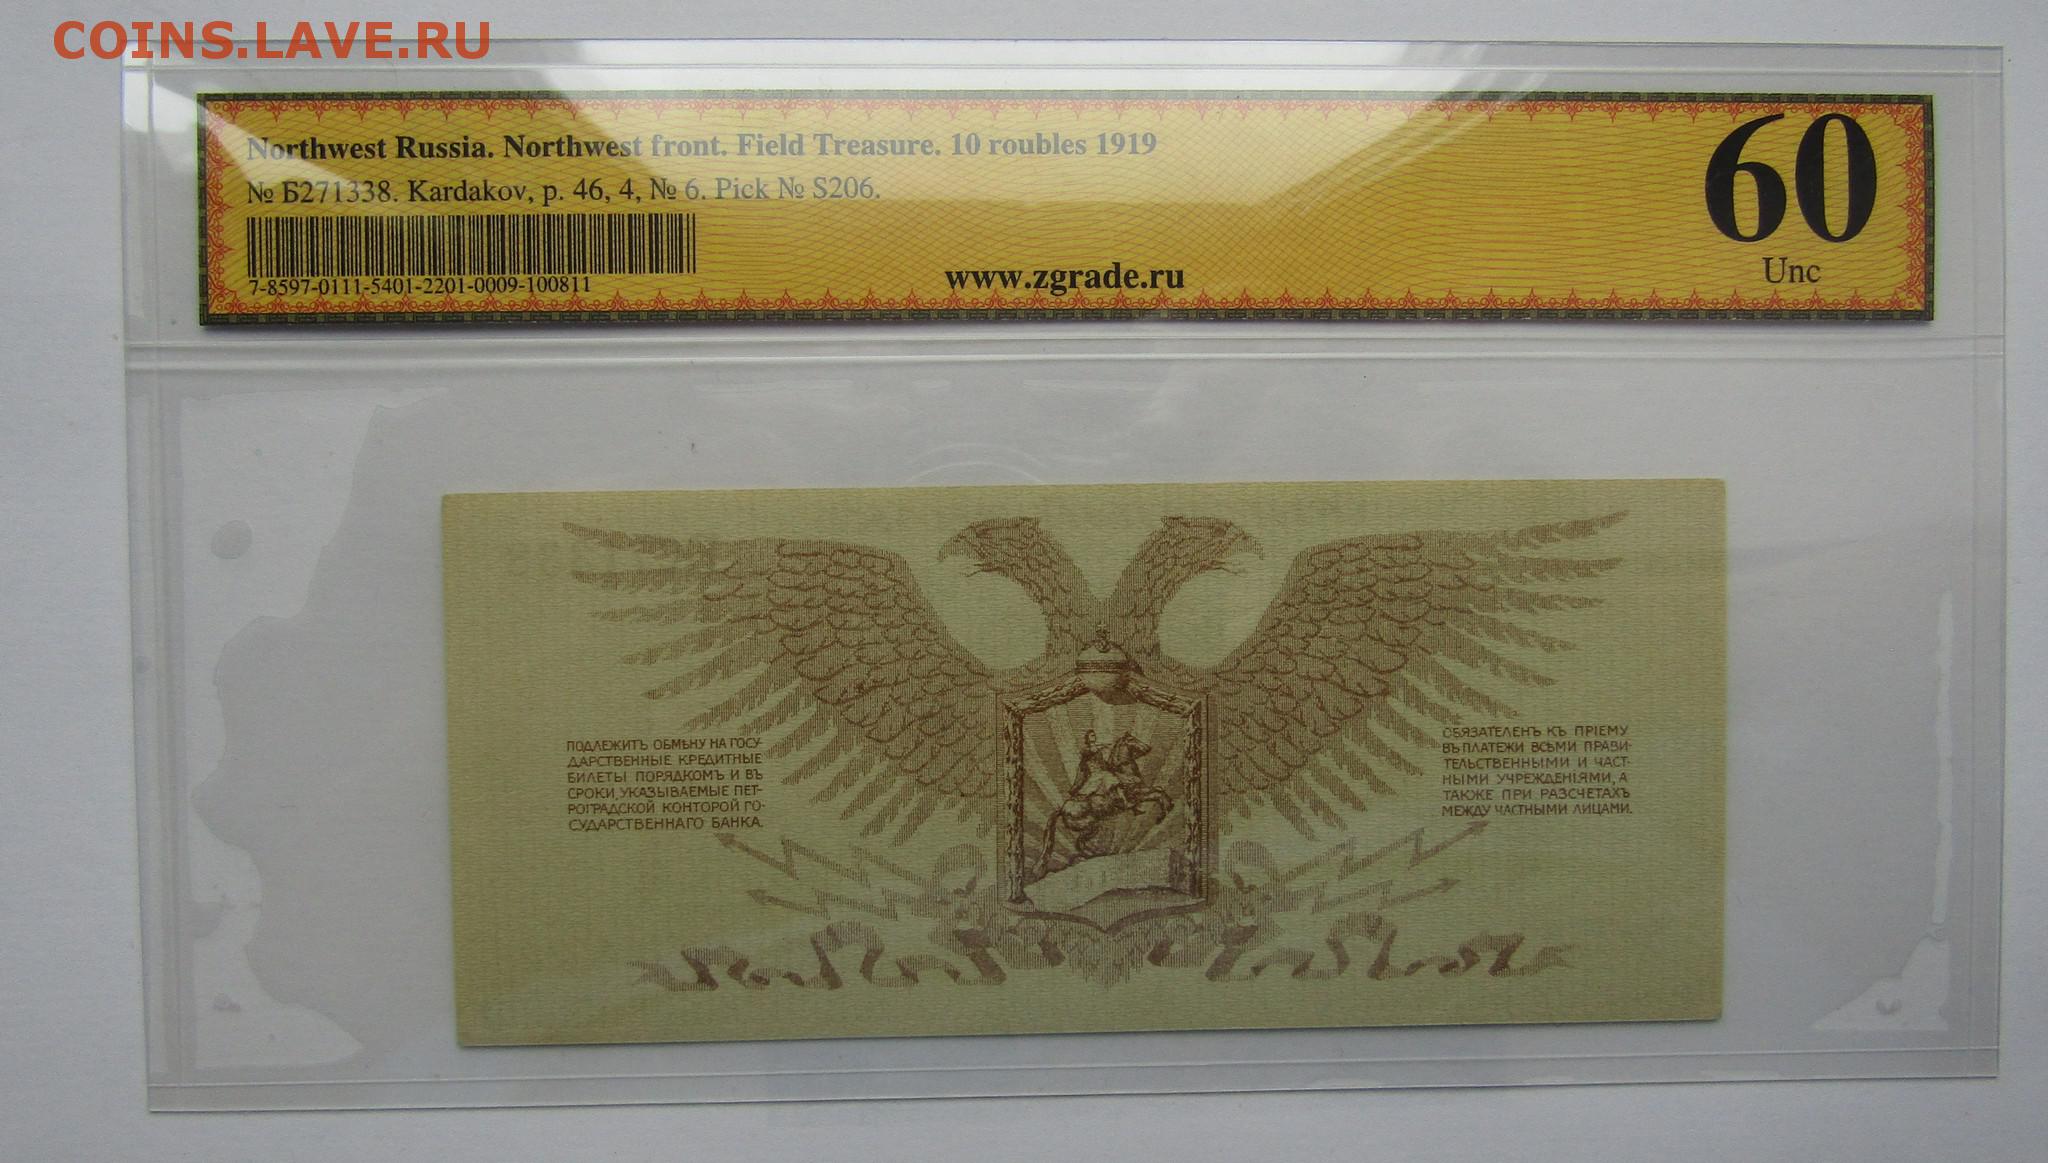 COINS.LAVE.RU
Northwest Russia. Northwest front. Field Treasure. 10 roubles 1919
№ Б271338. Kardakov, p. 46, 4, № 6. Pick № S206.
7-8597-0111-5401-2201-0009-100811
www.zgrade.ru
60
Unc
ПОДЛЕЖИТЪ ОБМѢНУ НА ГОСУ-
ДАРСТВЕННЫЕ КРЕДИТНЫЕ
БИЛЕТЫ ПОРЯДКОМЪ И ВЪ
СРОКИ, УКАЗЫВАЕМЫЕ ПЕТ-
РОГРАДСКОЙ КОНТОРОЙ ГО-
СУДАРСТВЕННАГО БАНКА.
ОБЯЗАТЕЛЕНЪ КЪ ПРІЕМУ
ВЪ ПЛАТЕЖИ ВСѢМИ ПРАВИ-
ТЕЛЬСТВЕННЫМИ И ЧАСТ-
НЫМИ УЧРЕЖДЕНІЯМИ, А
ТАКЖЕ ПРИ РАЗСЧЕТАХЪ
МЕЖДУ ЧАСТНЫМИ ЛИЦАМИ.